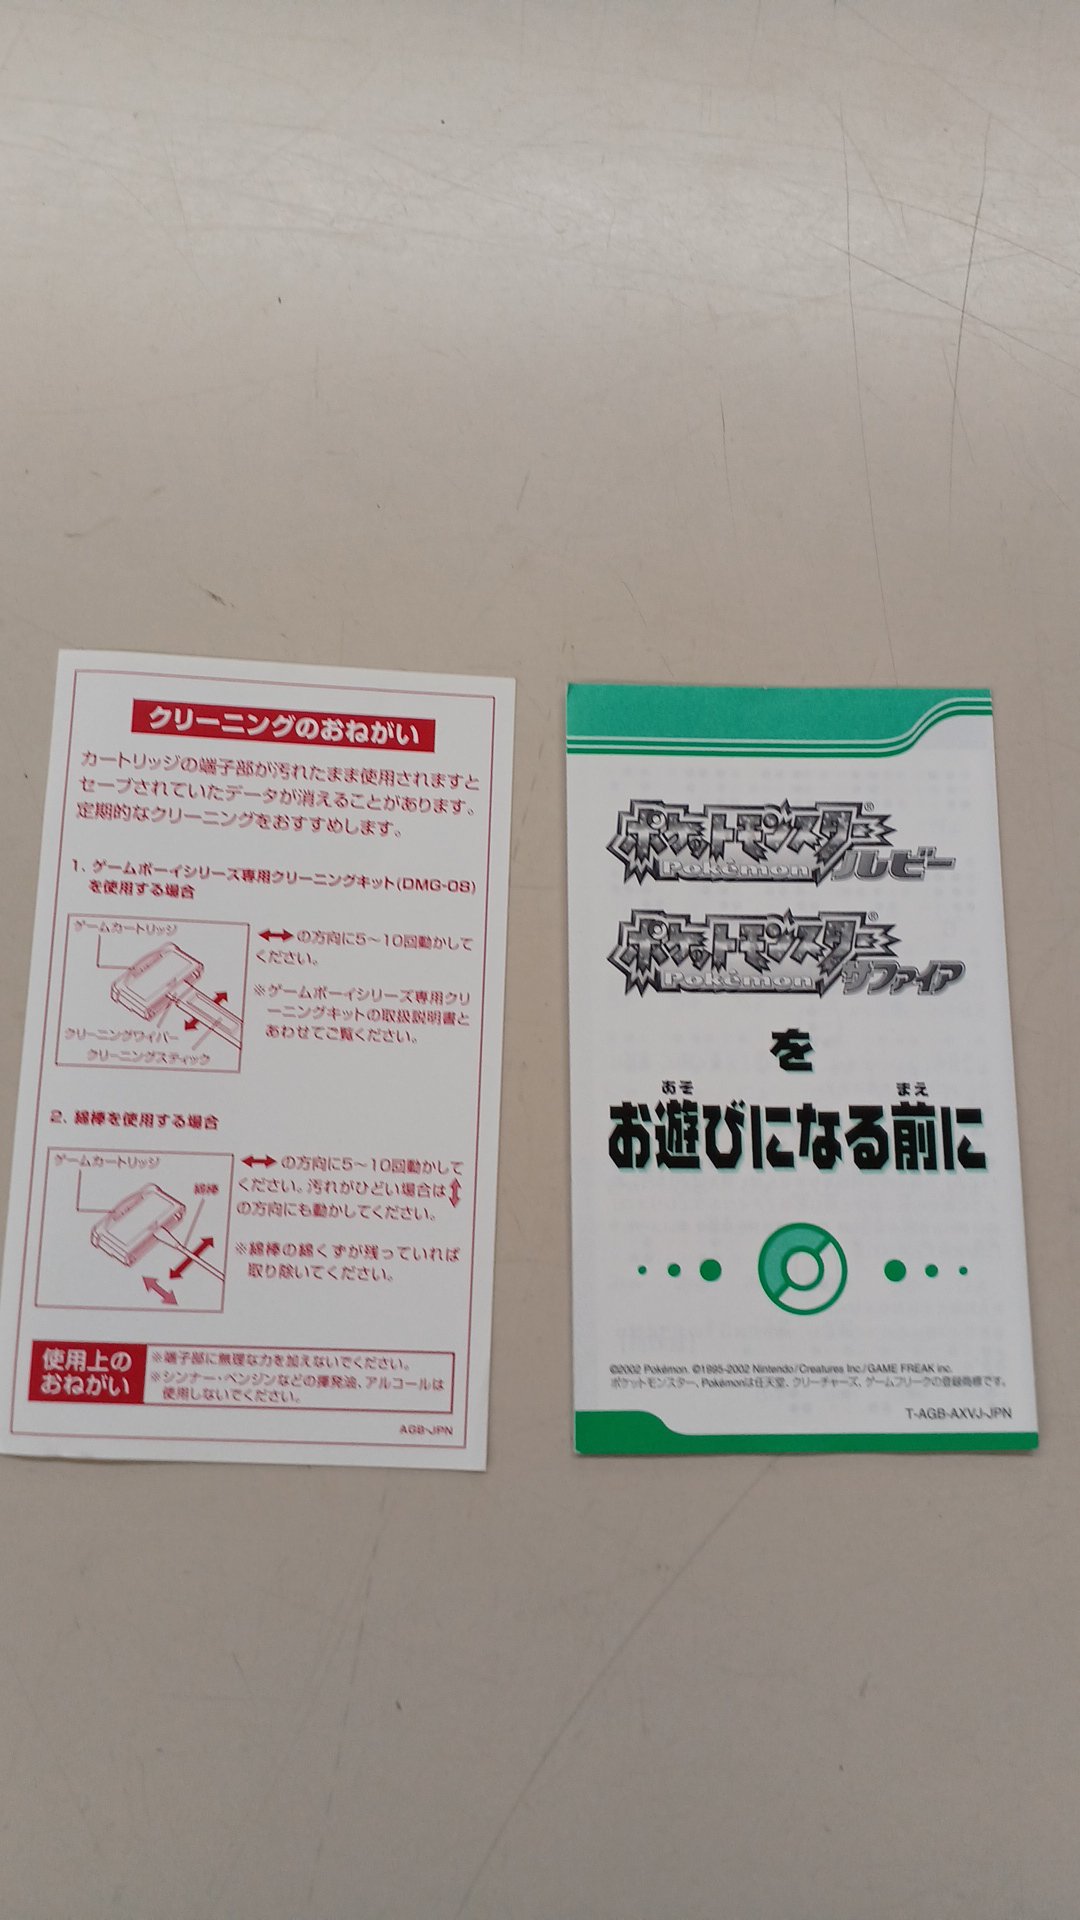 クリーニングのおねがい
カートリッジの端子部が汚れたまま使用されますと
セーブされていたデータが消えることがあります。
定期的なクリーニングをおすすめします。
1. ゲームボーイシリーズ専用クリーニングキット(DMG-08)
を使用する場合
ゲームカートリッジ
クリーニングワイパー
クリーニングスティック
⟷の方向に5〜10回動かして
ください。
※ゲームボーイシリーズ専用クリ
ーニングキットの取扱説明書と
あわせてご覧ください。
2. 綿棒を使用する場合
ゲームカートリッジ
綿棒
⟷の方向に5〜10回動かして
ください。汚れがひどい場合は↕
の方向にも動かしてください。
※綿棒の綿くずが残っていれば
取り除いてください。
使用上の
おねがい
※端子部に無理な力を加えないでください。
※シンナー・ベンジンなどの揮発油、アルコールは
使用しないでください。
AGB-JPN
ポケットモンスター®
Pokémon ルビー
ポケットモンスター®
Pokémon サファイア
を
あそ まえ
お遊びになる前に
©2002 Pokémon. ©1995-2002 Nintendo/Creatures Inc./GAME FREAK inc.
ポケットモンスター、Pokémonは任天堂、クリーチャーズ、ゲームフリークの登録商標です。
T-AGB-AXVJ-JPN